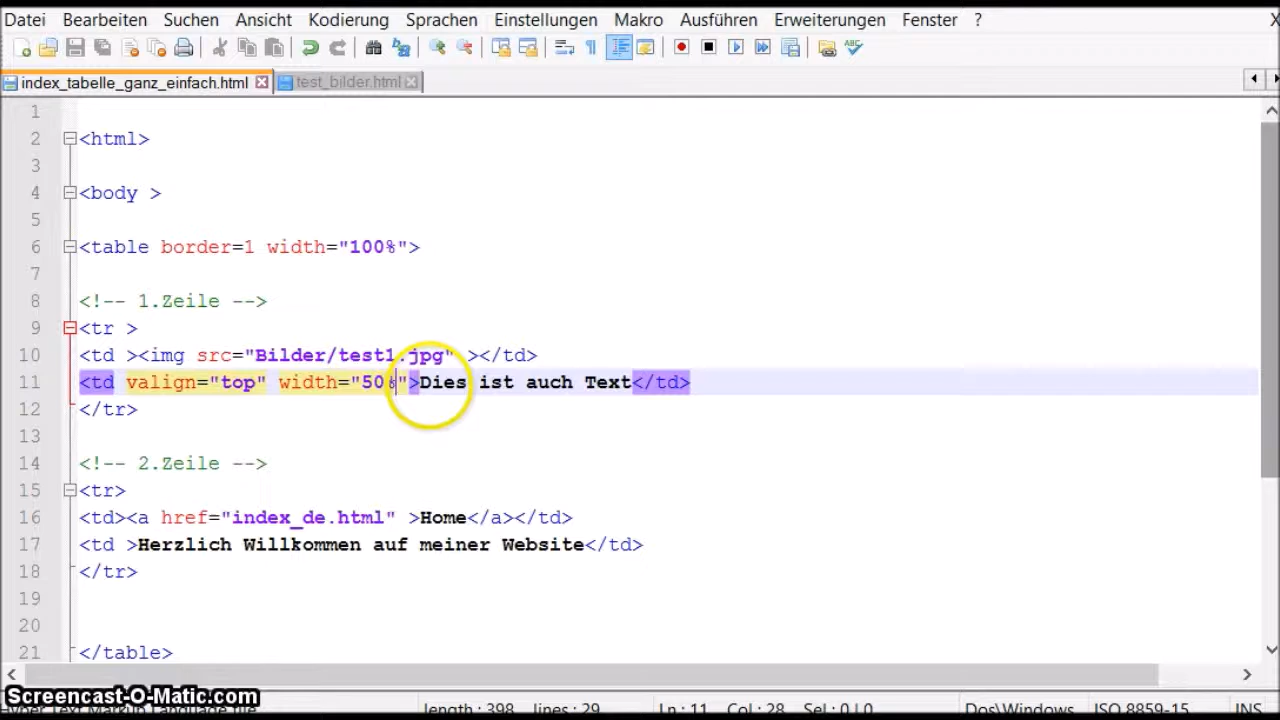 Datei Bearbeiten Suchen Ansicht Kodierung Sprachen Einstellungen Makro Ausführen Erweiterungen Fenster ? X
index_tabelle_ganz_einfach.html test_bilder.html
1
2 <html>
3
4 <body >
5
6 <table border=1 width="100%">
7
8 <!-- 1.Zeile -->
9 <tr >
10 <td ><img src="Bilder/test1.jpg" ></td>
11 <td valign="top" width="50%">Dies ist auch Text</td>
12 </tr>
13
14 <!-- 2.Zeile -->
15 <tr>
16 <td><a href="index_de.html" >Home</a></td>
17 <td >Herzlich Willkommen auf meiner Website</td>
18 </tr>
19
20
21 </table>
Screencast-O-Matic.com
Hyper Text Markup Language file length : 398 lines : 29 Ln : 11 Col : 28 Sel : 0 | 0 Dos\Windows ISO 8859-15 INS